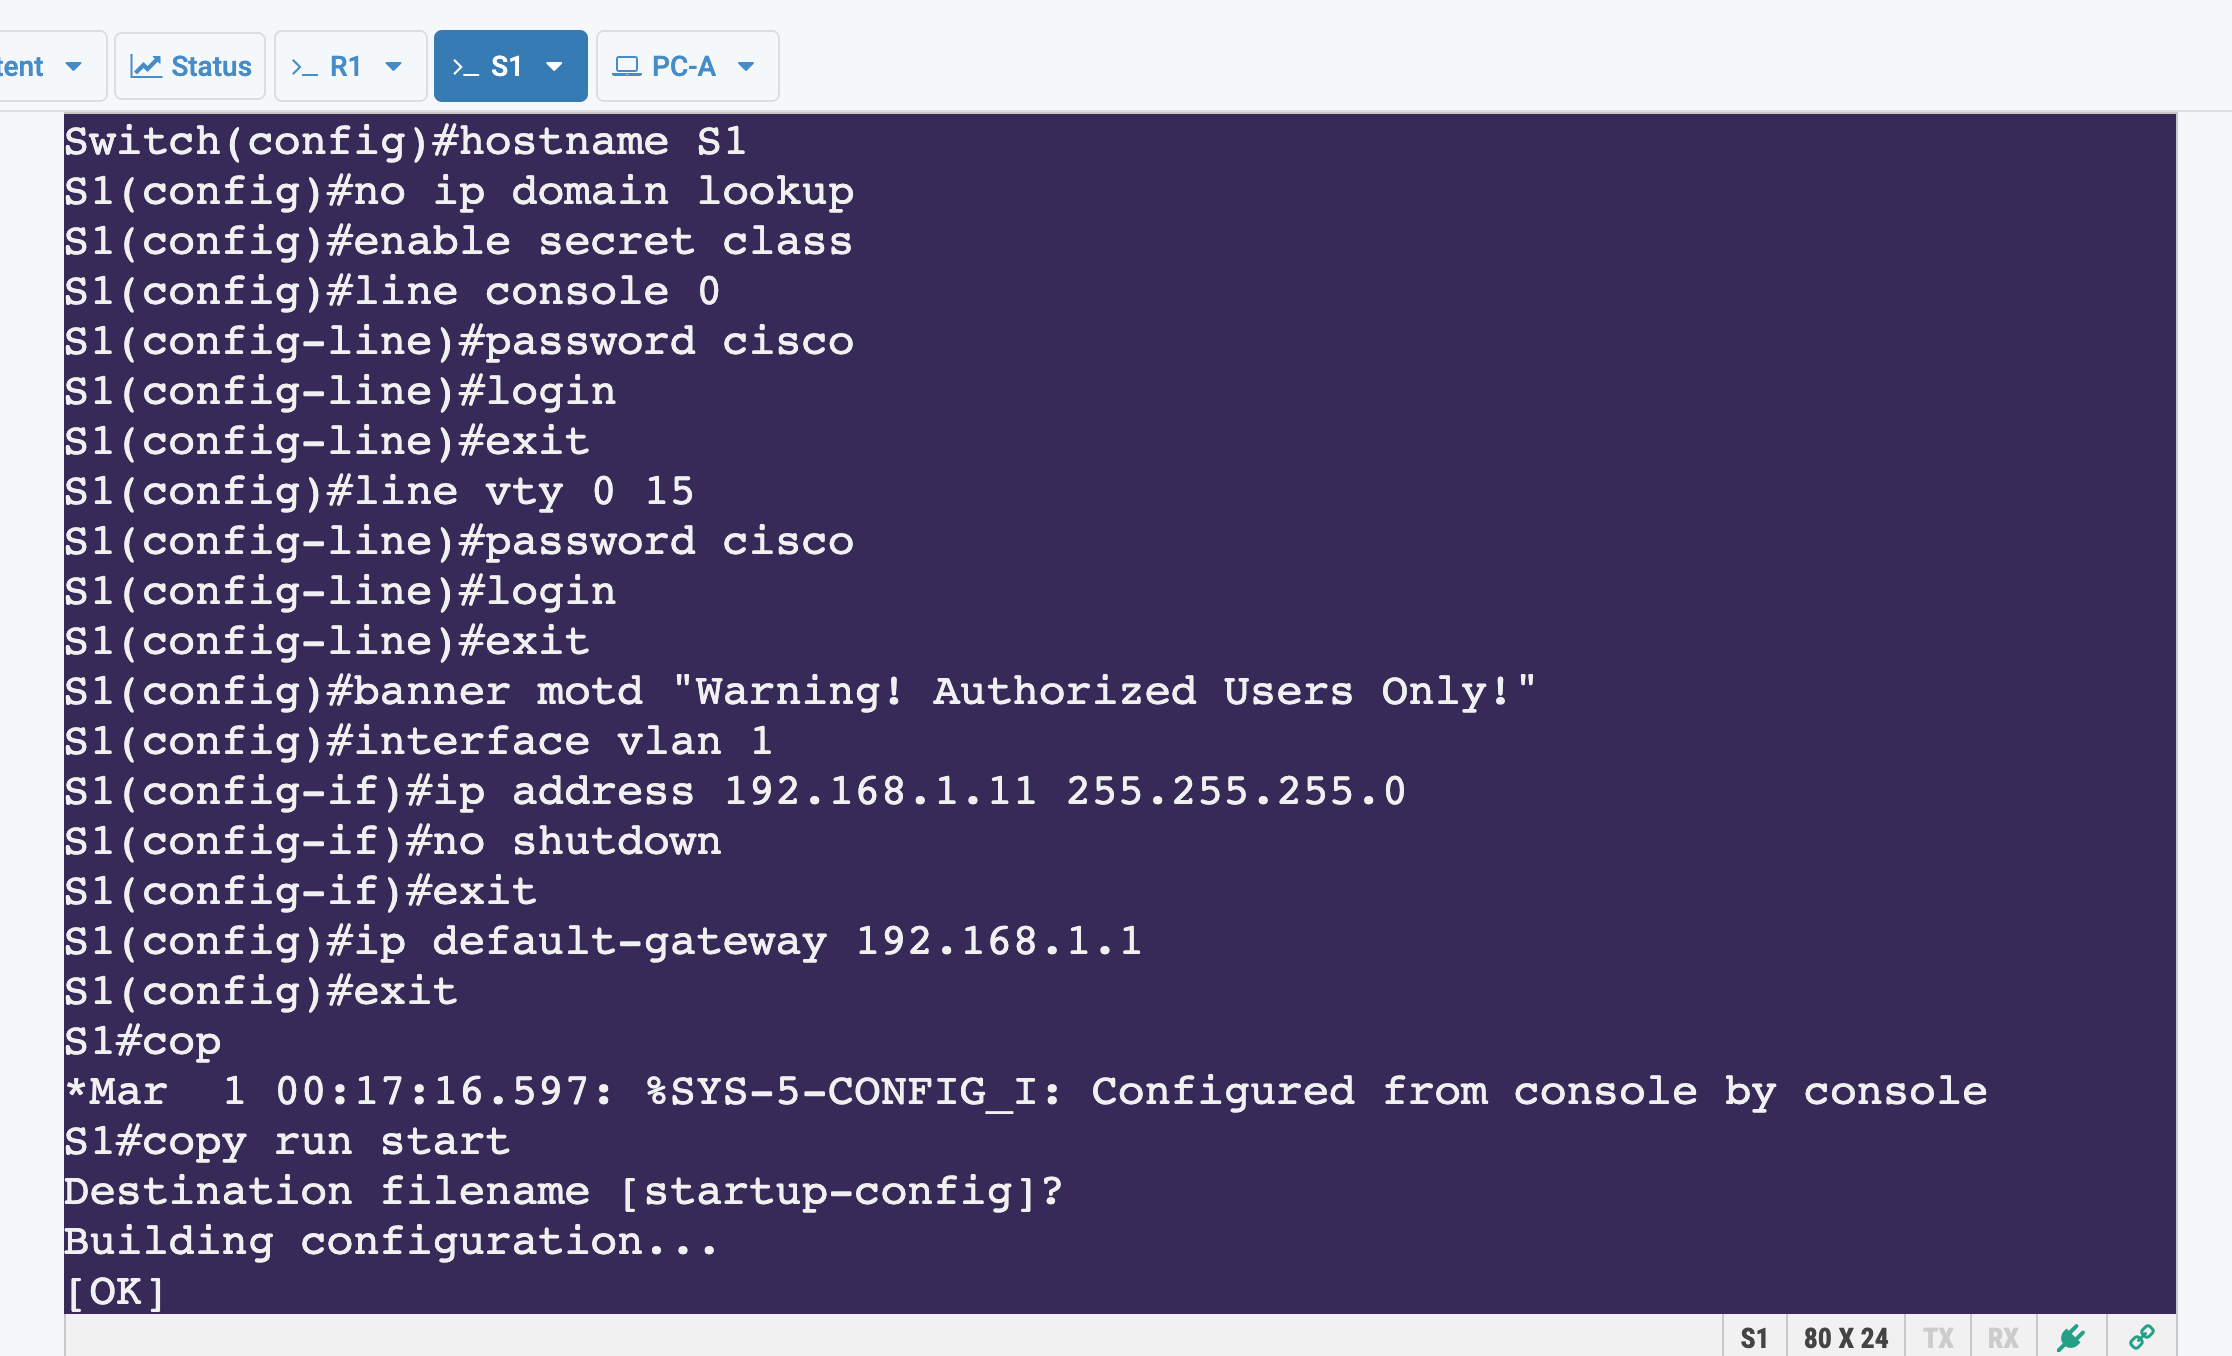 tent
Status
>_ R1
>_ S1
PC-A
Switch(config)#hostname S1
S1(config)#no ip domain lookup
S1(config)#enable secret class
S1(config)#line console 0
S1(config-line)#password cisco
S1(config-line)#login
S1(config-line)#exit
S1(config)#line vty 0 15
S1(config-line)#password cisco
S1(config-line)#login
S1(config-line)#exit
S1(config)#banner motd "Warning! Authorized Users Only!"
S1(config)#interface vlan 1
S1(config-if)#ip address 192.168.1.11 255.255.255.0
S1(config-if)#no shutdown
S1(config-if)#exit
S1(config)#ip default-gateway 192.168.1.1
S1(config)#exit
S1#cop
*Mar  1 00:17:16.597: %SYS-5-CONFIG_I: Configured from console by console
S1#copy run start
Destination filename [startup-config]?
Building configuration...
[OK]
S1
80 X 24
TX
RX